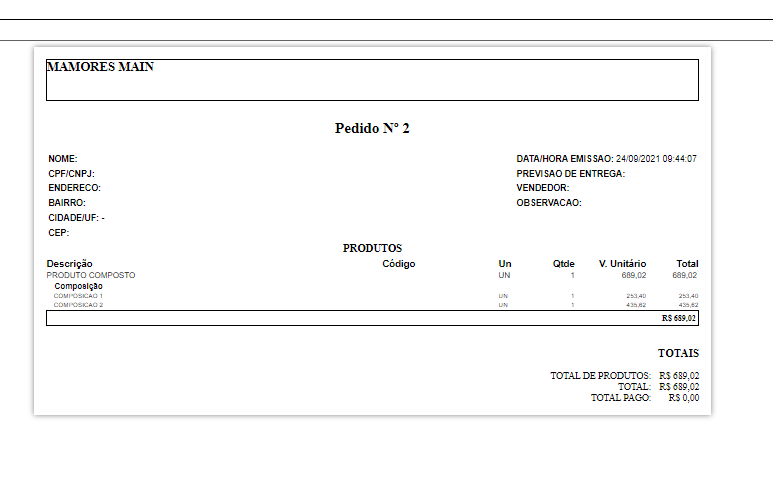 MAMORES MAIN
Pedido Nº 2
NOME: DATA/HORA EMISSAO: 24/09/2021 09:44:07
CPF/CNPJ: PREVISAO DE ENTREGA:
ENDERECO: VENDEDOR:
BAIRRO: OBSERVACAO:
CIDADE/UF: -
CEP:
PRODUTOS
Descrição Código Un Qtde V. Unitário Total
PRODUTO COMPOSTO UN 1 689,02 689,02
Composição
COMPOSICAO 1 UN 1 253,40 253,40
COMPOSICAO 2 UN 1 435,62 435,62
R$ 689,02
TOTAIS
TOTAL DE PRODUTOS: R$ 689,02
TOTAL: R$ 689,02
TOTAL PAGO: R$ 0,00